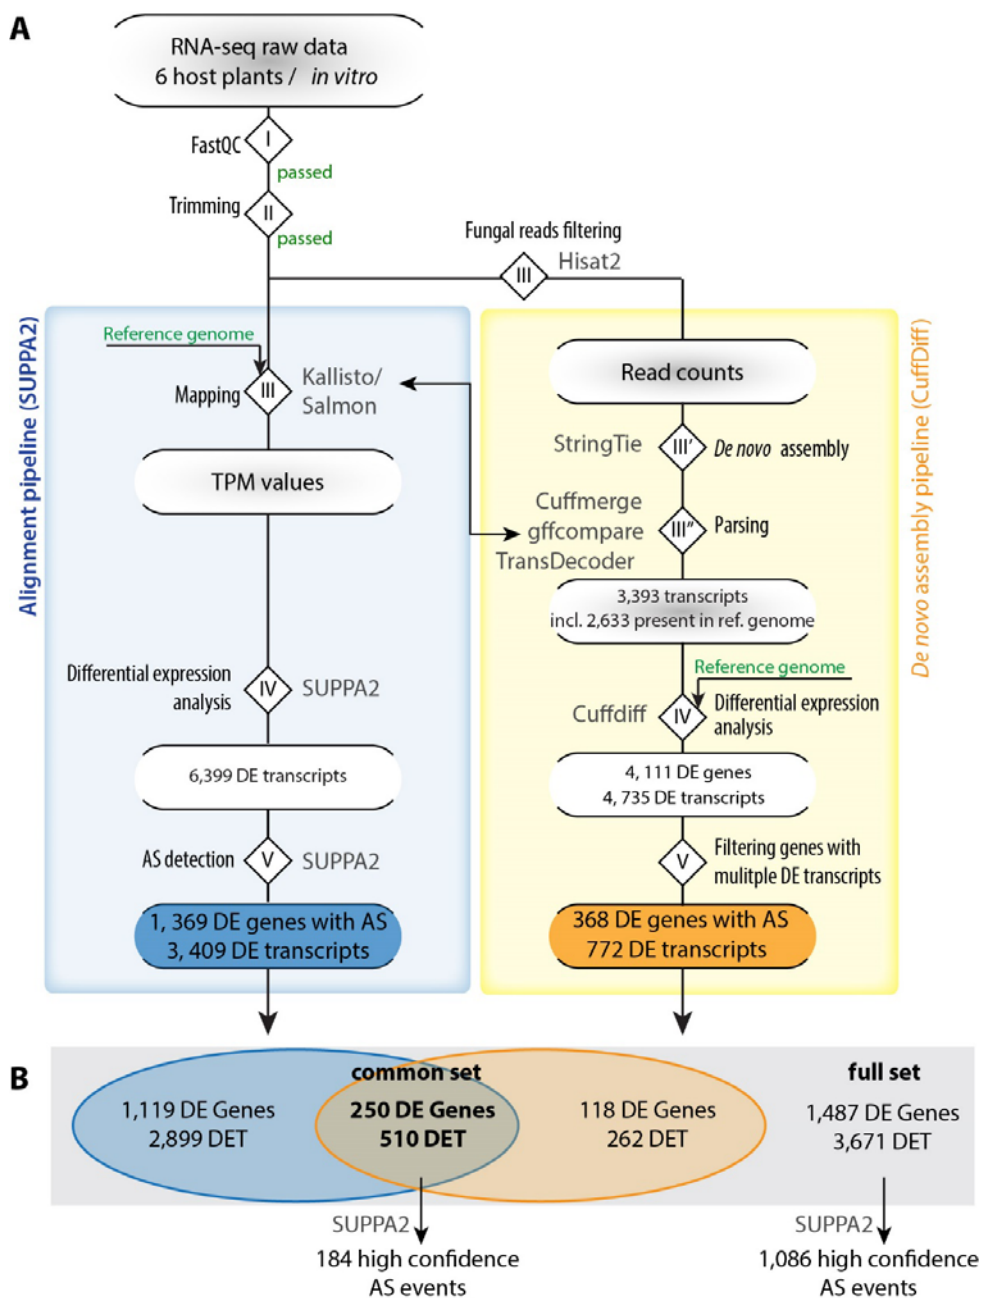 A
RNA-seq raw data
6 host plants / in vitro
FastQC
I
passed
Trimming
II
passed
Fungal reads filtering
III
Hisat2
Alignment pipeline (SUPPA2)
Reference genome
Mapping
III
Kallisto/
Salmon
TPM values
Differential expression
analysis
IV
SUPPA2
6,399 DE transcripts
AS detection
V
SUPPA2
1, 369 DE genes with AS
3, 409 DE transcripts
De novo assembly pipeline (CuffDiff)
Read counts
StringTie
III'
De novo assembly
Cuffmerge
gffcompare
TransDecoder
III"
Parsing
3,393 transcripts
incl. 2,633 present in ref. genome
Reference genome
Cuffdiff
IV
Differential expression
analysis
4, 111 DE genes
4, 735 DE transcripts
V
Filtering genes with
mulitple DE transcripts
368 DE genes with AS
772 DE transcripts
B
1,119 DE Genes
2,899 DET
common set
250 DE Genes
510 DET
118 DE Genes
262 DET
full set
1,487 DE Genes
3,671 DET
SUPPA2
184 high confidence
AS events
SUPPA2
1,086 high confidence
AS events